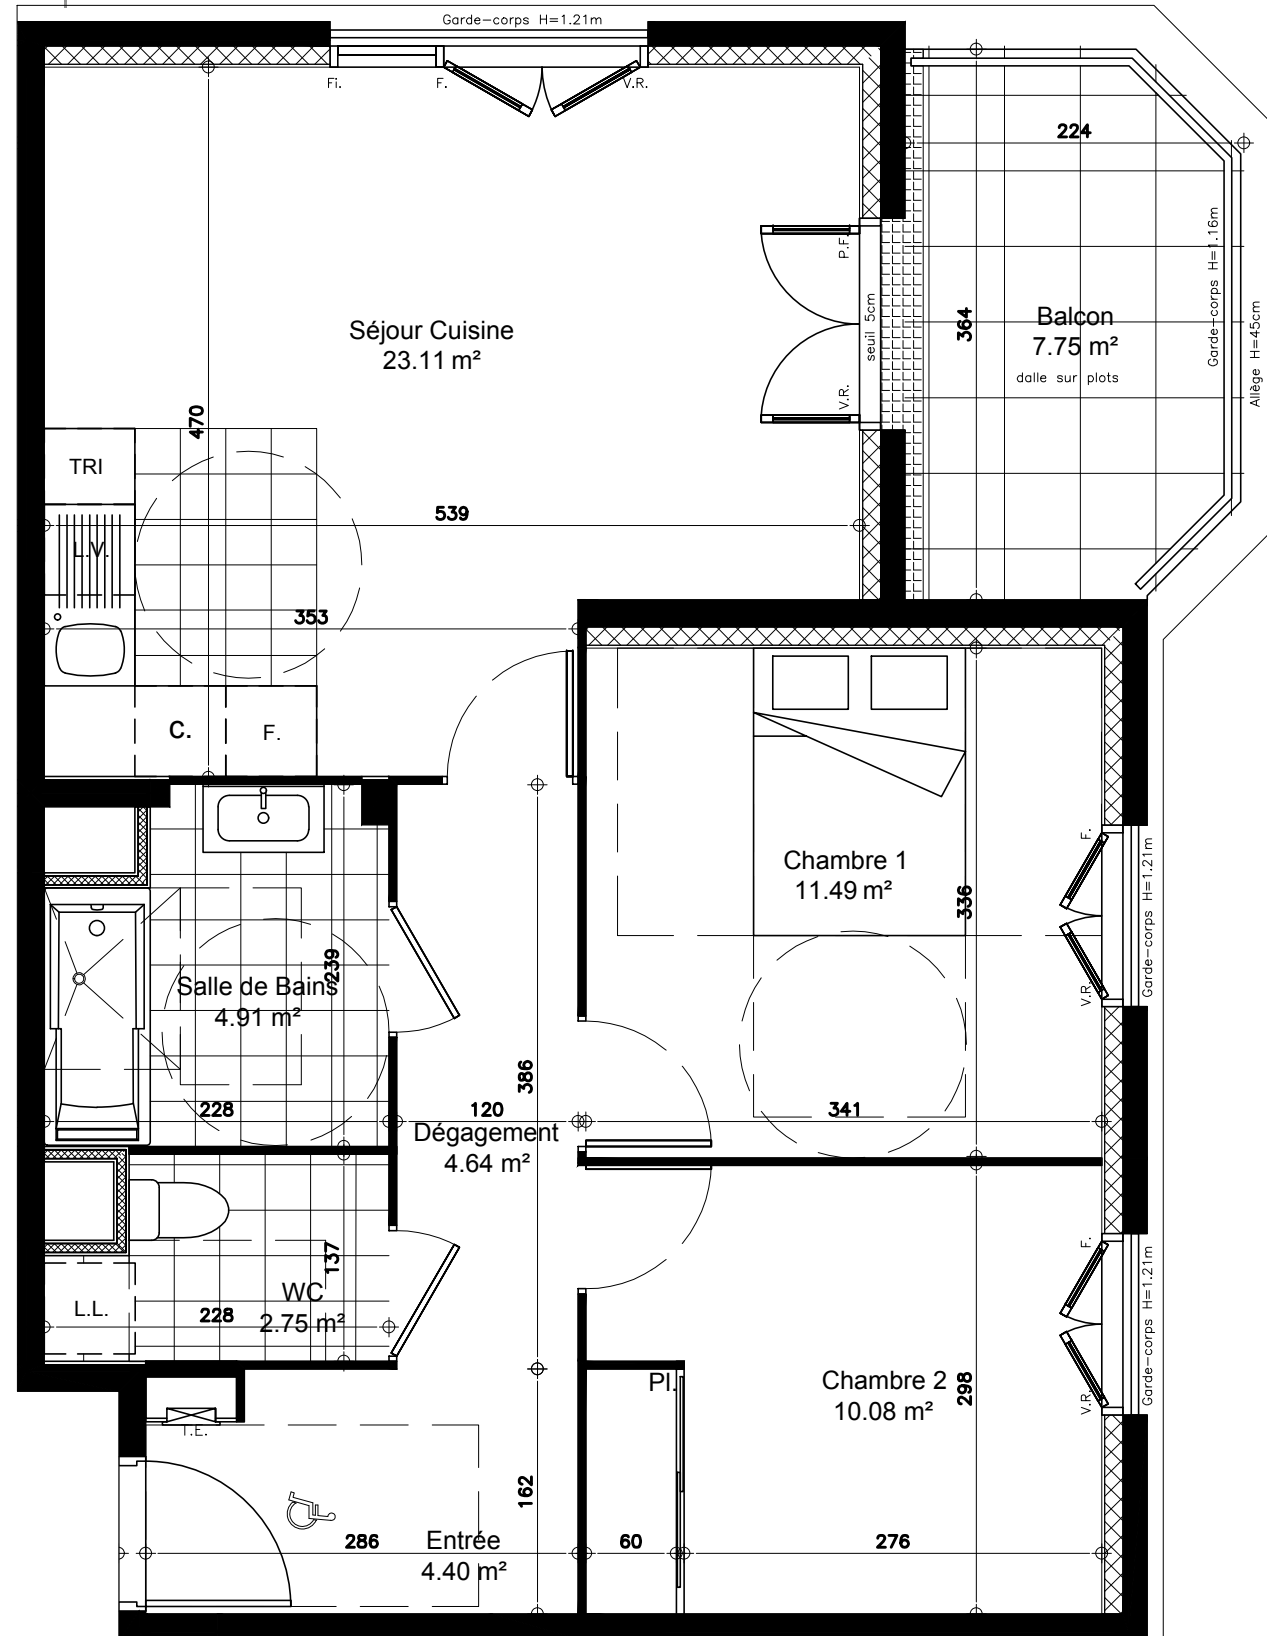 Garde-corps H=1.21m
Fi.
F.
V.R.
224
P.F.
Garde-corps H=1.16m
Allège H=45cm
seuil 5cm
364
Balcon
7.75 m²
dalle sur plots
Séjour Cuisine
23.11 m²
V.R.
470
TRI
539
L.V.
353
C.
F.
Chambre 1
11.49 m²
336
F.
V.R.
Garde-corps H=1.21m
239
Salle de Bains
4.91 m²
386
228
120
341
Dégagement
4.64 m²
137
WC
2.75 m²
228
L.L.
F.
V.R.
Garde-corps H=1.21m
Pl.
Chambre 2
10.08 m²
298
T.E.
162
286
Entrée
4.40 m²
60
276